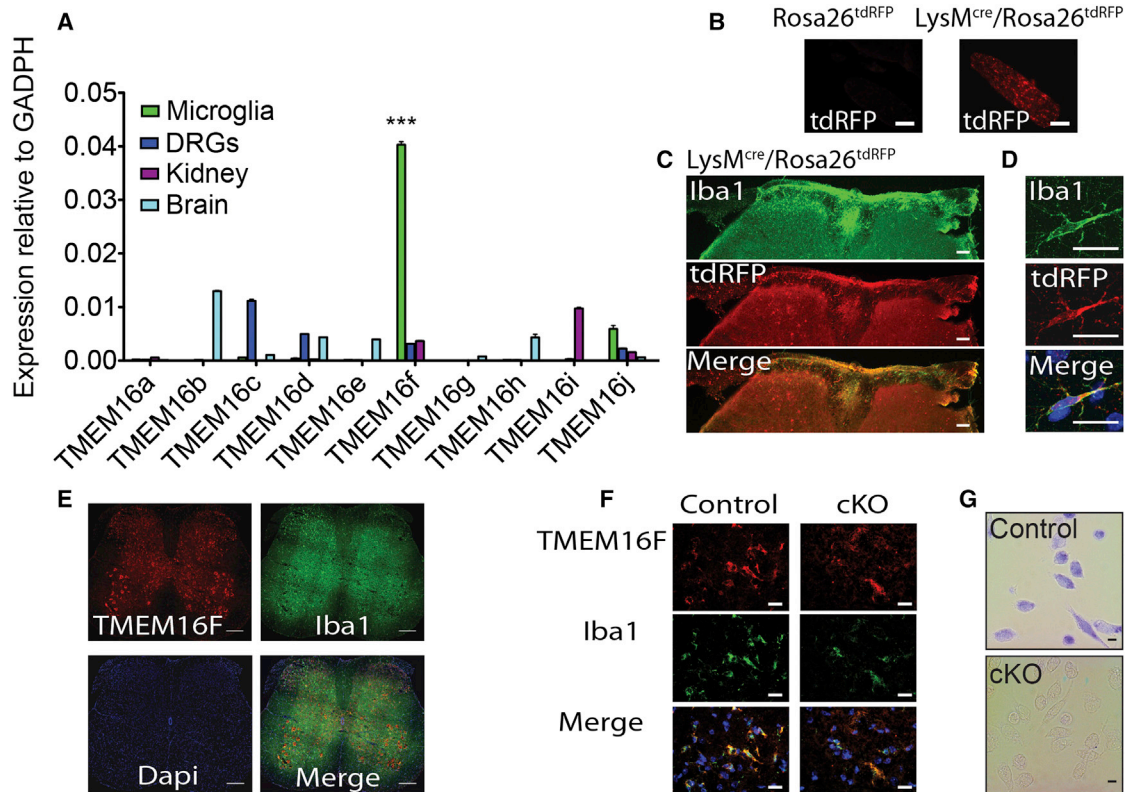 A
Expression relative to GADPH
0.05
0.04
0.03
0.02
0.01
0.00
Microglia
DRGs
Kidney
Brain
***
TMEM16a
TMEM16b
TMEM16c
TMEM16d
TMEM16e
TMEM16f
TMEM16g
TMEM16h
TMEM16i
TMEM16j
B
Rosa26tdRFP
LysMcre/Rosa26tdRFP
tdRFP
tdRFP
C
LysMcre/Rosa26tdRFP
Iba1
tdRFP
Merge
D
Iba1
tdRFP
Merge
E
TMEM16F
Iba1
Dapi
Merge
F
Control
cKO
TMEM16F
Iba1
Merge
G
Control
cKO